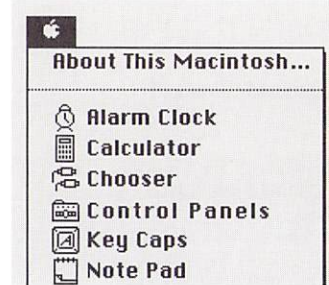 About This Macintosh...
Alarm Clock
Calculator
Chooser
Control Panels
Key Caps
Note Pad